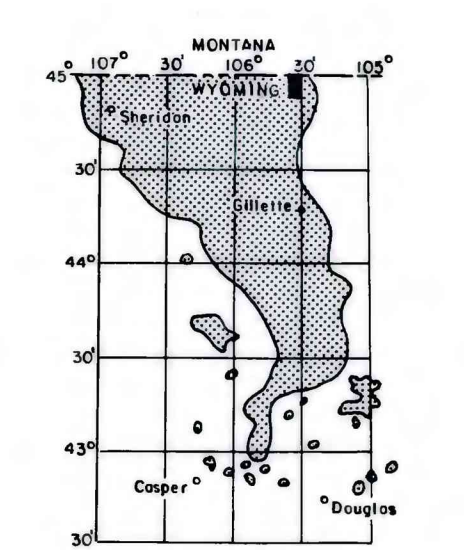 MONTANA
45° 107° 30' 106° 30' 105°
WYOMING
Sheridan
30'
Gillette
44°
30'
43°
Casper
Douglas
30'